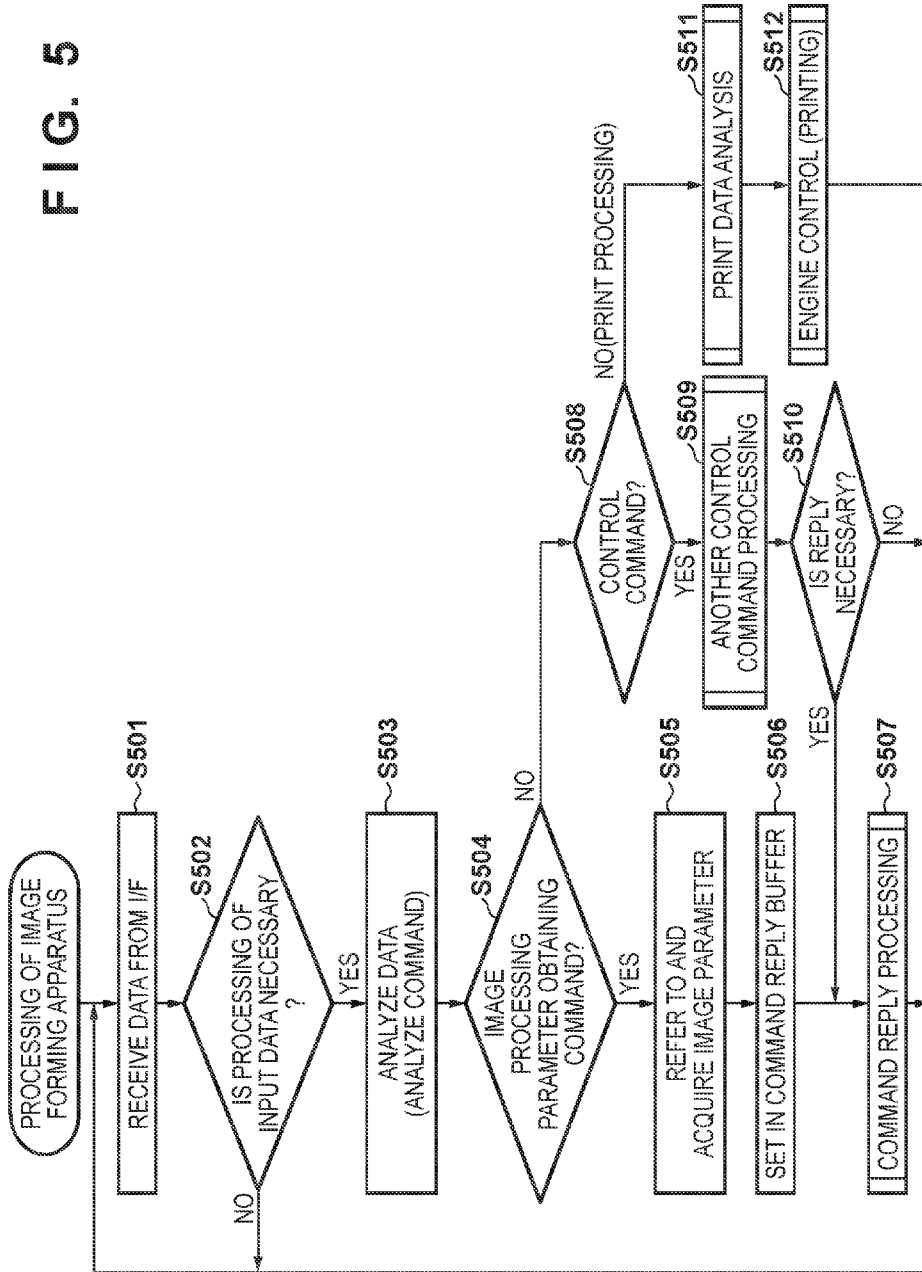 FIG. 5
PROCESSING OF IMAGE
FORMING APPARATUS
S501
RECEIVE DATA FROM I/F
S502
IS PROCESSING OF
INPUT DATA NECESSARY
?
NO
YES
S503
ANALYZE DATA
(ANALYZE COMMAND)
S504
IMAGE
PROCESSING
PARAMETER OBTAINING
COMMAND?
NO
YES
S505
REFER TO AND
ACQUIRE IMAGE PARAMETER
S506
SET IN COMMAND REPLY BUFFER
S507
COMMAND REPLY PROCESSING
S508
CONTROL
COMMAND?
NO(PRINT PROCESSING)
YES
S509
ANOTHER CONTROL
COMMAND PROCESSING
S510
IS REPLY
NECESSARY?
YES
NO
S511
PRINT DATA ANALYSIS
S512
ENGINE CONTROL (PRINTING)